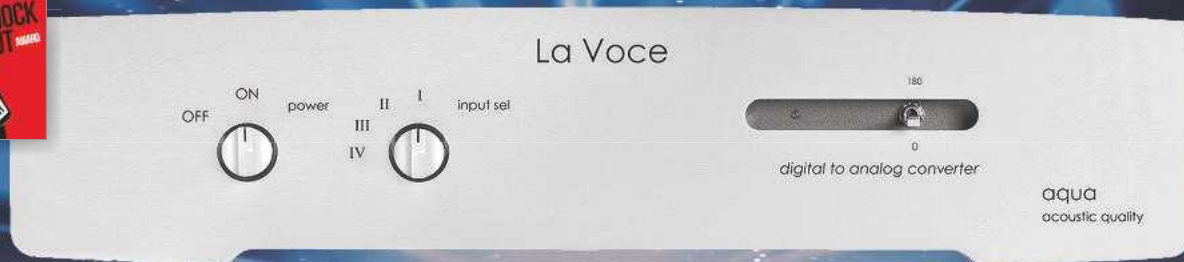 La Voce
OFF
ON
power
I
II
III
IV
input sel
180
0
digital to analog converter
aqua
acoustic quality
AWARD